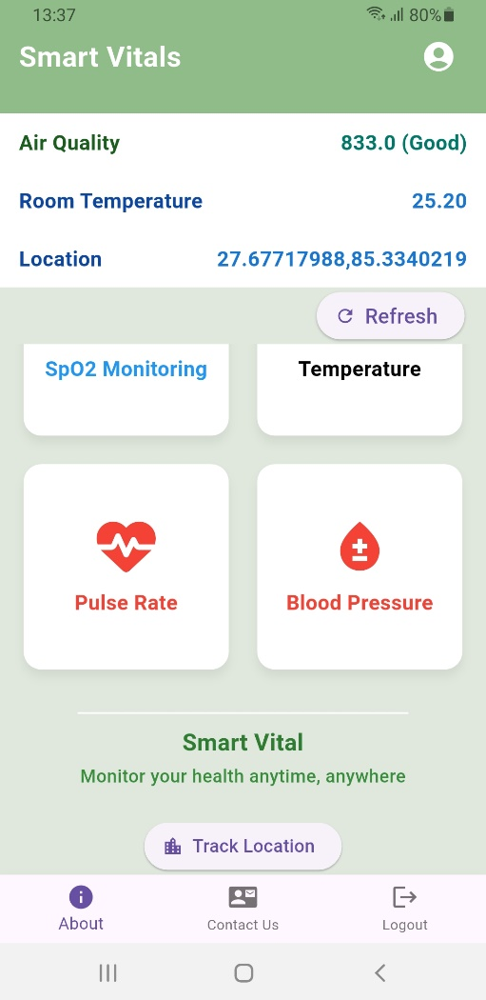 13:37 80%
Smart Vitals
Air Quality 833.0 (Good)
Room Temperature 25.20
Location 27.67717988,85.3340219
Refresh
SpO2 Monitoring Temperature
Pulse Rate Blood Pressure
Smart Vital
Monitor your health anytime, anywhere
Track Location
About Contact Us Logout